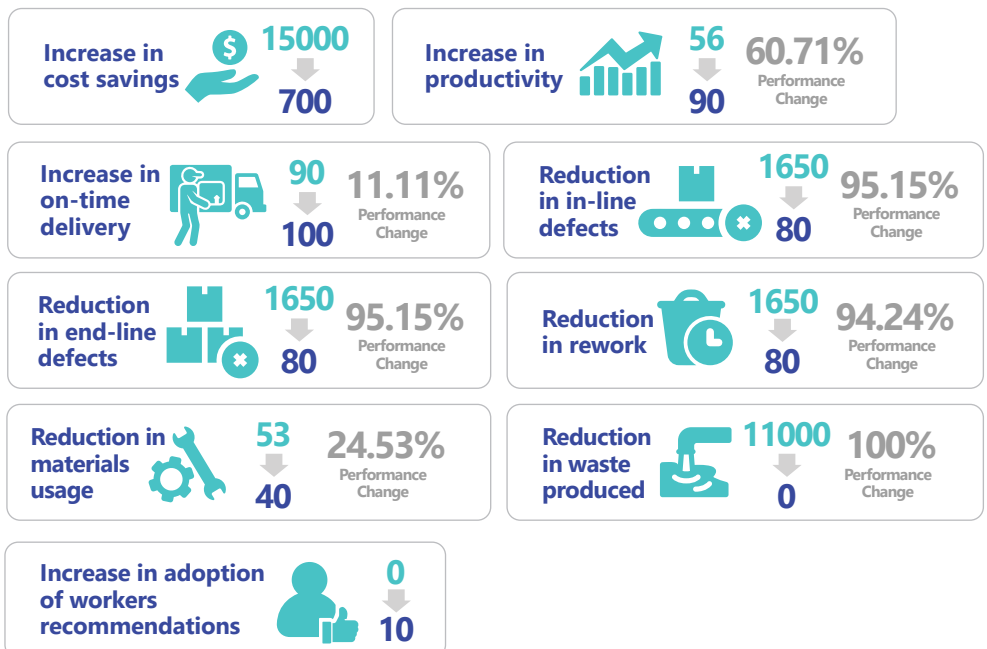 Increase in
cost savings
$
15000
700
Increase in
productivity
56
90
60.71%
Performance
Change
Increase in
on-time
delivery
90
100
11.11%
Performance
Change
Reduction
in in-line
defects
1650
80
95.15%
Performance
Change
Reduction
in end-line
defects
1650
80
95.15%
Performance
Change
Reduction
in rework
1650
80
94.24%
Performance
Change
Reduction in
materials
usage
53
40
24.53%
Performance
Change
Reduction
in waste
produced
11000
0
100%
Performance
Change
Increase in adoption
of workers
recommendations
0
10